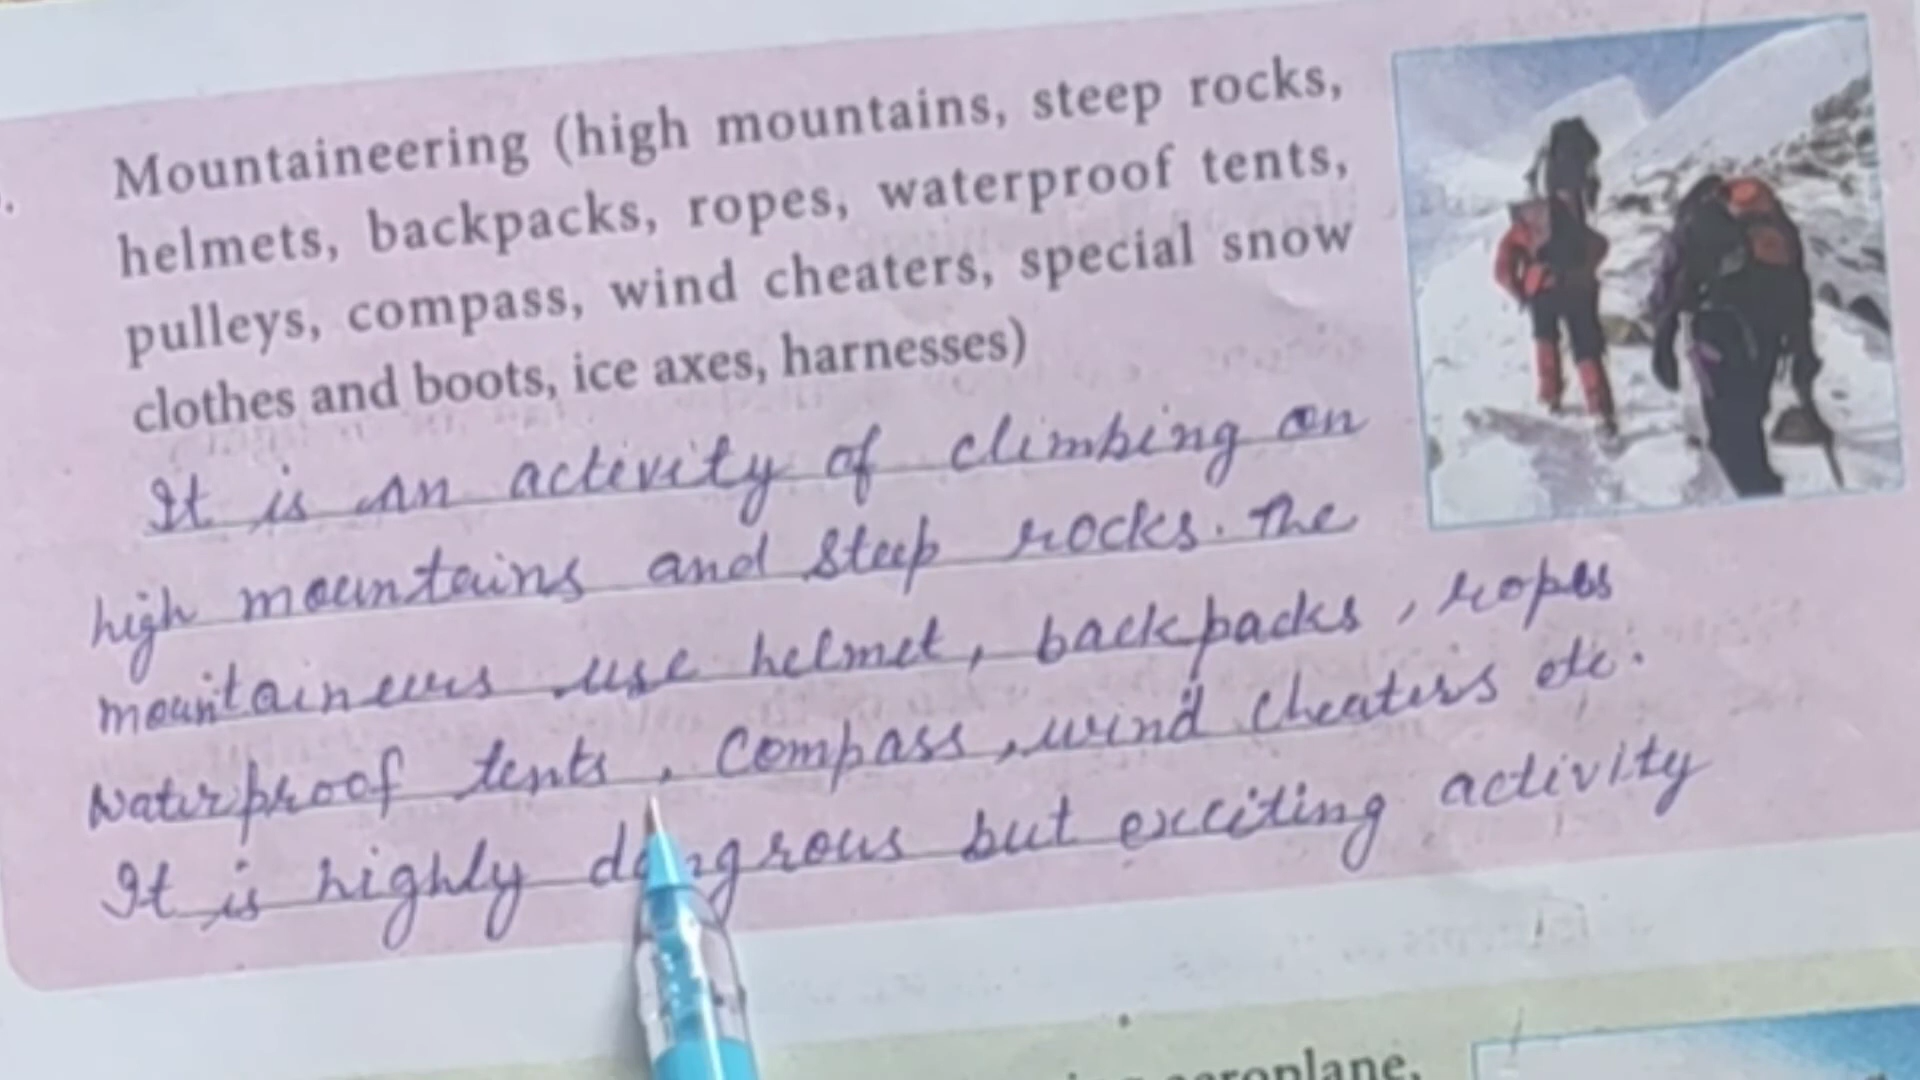 Mountaineering (high mountains, steep rocks,
helmets, backpacks, ropes, waterproof tents,
pulleys, compass, wind cheaters, special snow
clothes and boots, ice axes, harnesses)
It is an activity of climbing on
high mountains and steep rocks. The
mountaineers use helmet, backpacks, ropes
waterproof tents, compass, wind cheaters etc.
It is highly dangrous but exciting activity
aeroplane,